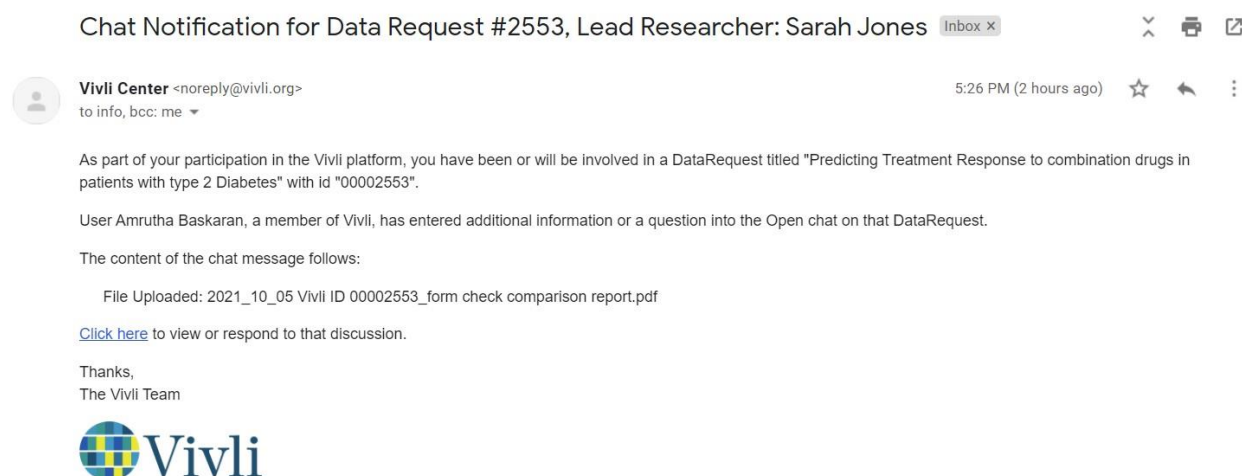 Chat Notification for Data Request #2553, Lead Researcher: Sarah Jones Inbox ×
Vivli Center <noreply@vivli.org> 5:26 PM (2 hours ago)
to info, bcc: me
As part of your participation in the Vivli platform, you have been or will be involved in a DataRequest titled "Predicting Treatment Response to combination drugs in
patients with type 2 Diabetes" with id "00002553".
User Amrutha Baskaran, a member of Vivli, has entered additional information or a question into the Open chat on that DataRequest.
The content of the chat message follows:
File Uploaded: 2021_10_05 Vivli ID 00002553_form check comparison report.pdf
Click here to view or respond to that discussion.
Thanks,
The Vivli Team
Vivli